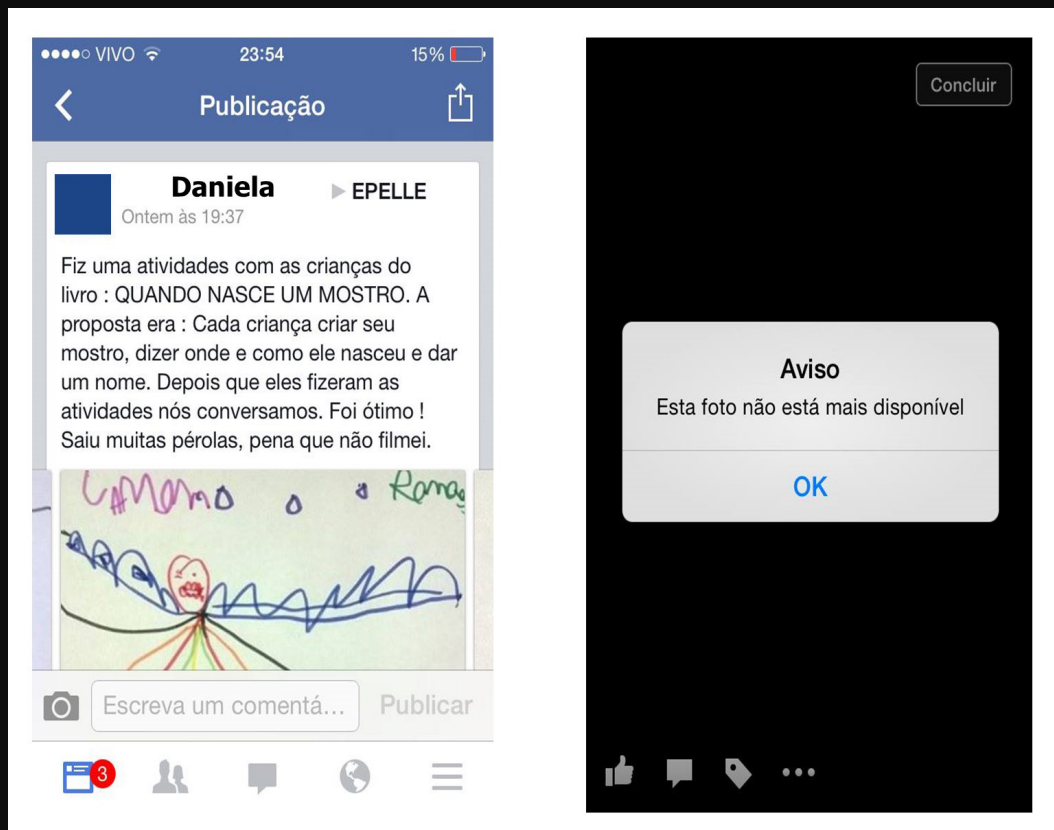 VIVO 23:54 15%
Publicação
Daniela EPELLE
Ontem às 19:37
Fiz uma atividades com as crianças do
livro : QUANDO NASCE UM MOSTRO. A
proposta era : Cada criança criar seu
mostro, dizer onde e como ele nasceu e dar
um nome. Depois que eles fizeram as
atividades nós conversamos. Foi ótimo !
Saiu muitas pérolas, pena que não filmei.
Escreva um comentá... Publicar
3
Concluir
Aviso
Esta foto não está mais disponível
OK